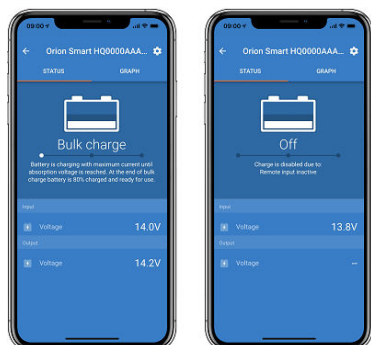 09:00
Orion Smart HQ0000AAA...
STATUS
GRAPH
Bulk charge
Battery is charging with maximum current until
absorption voltage is reached. At the end of bulk
charge battery is 80% charged and ready for use.
Input
Voltage
14.0V
Output
Voltage
14.2V
09:00
Orion Smart HQ0000AAA...
STATUS
GRAPH
Off
Charge is disabled due to
Remote input inactive
Input
Voltage
13.8V
Output
Voltage
--